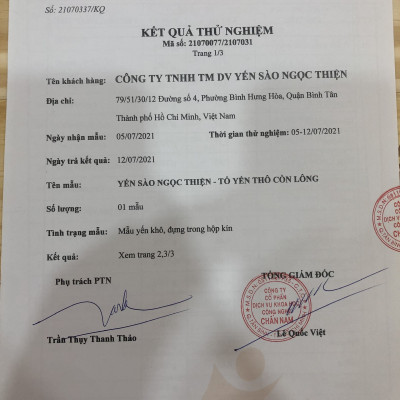 Số: 21070337/KQ
KẾT QUẢ THỬ NGHIỆM
Mã số: 21070077/2107031
Trang 1/3
Tên khách hàng: CÔNG TY TNHH TM DV YẾN SÀO NGỌC THIỆN
Địa chỉ: 79/51/30/12 Đường số 4, Phường Bình Hưng Hòa, Quận Bình Tân
Thành phố Hồ Chí Minh, Việt Nam
Ngày nhận mẫu: 05/07/2021 Thời gian thử nghiệm: 05-12/07/2021
Ngày trả kết quả: 12/07/2021
Tên mẫu: YẾN SÀO NGỌC THIỆN - TỔ YẾN THÔ CÒN LÔNG
Số lượng: 01 mẫu
Tình trạng mẫu: Mẫu yến khô, đựng trong hộp kín
Kết quả: Xem trang 2,3/3
Phụ trách PTN TỔNG GIÁM ĐỐC
CÔNG TY
CỔ PHẦN
DỊCH VỤ KHOA HỌC
CÔNG NGHỆ
CHẤN NAM
Trần Thụy Thanh Thảo Lê Quốc Việt